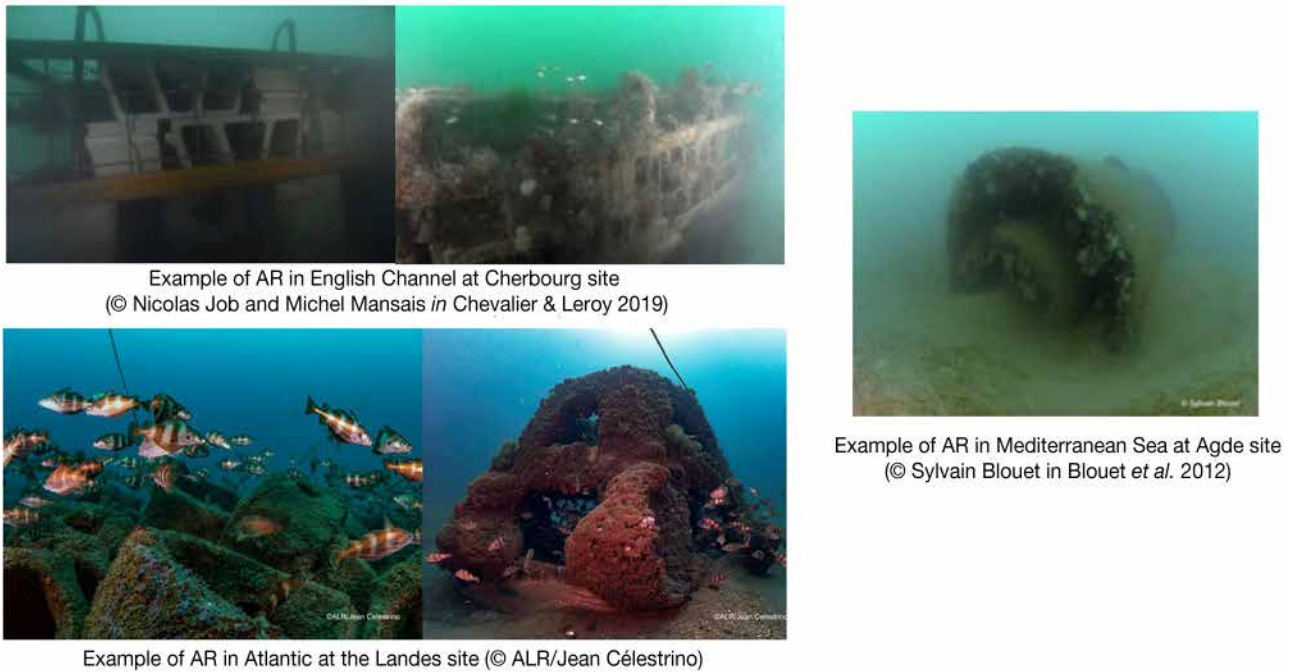 Example of AR in English Channel at Cherbourg site
(© Nicolas Job and Michel Mansais in Chevalier & Leroy 2019)
© Sylvain Blouet
Example of AR in Mediterranean Sea at Agde site
(© Sylvain Blouet in Blouet et al. 2012)
©ALR/Jean Célestrino
©ALR/Jean Célestrino
Example of AR in Atlantic at the Landes site (© ALR/Jean Célestrino)